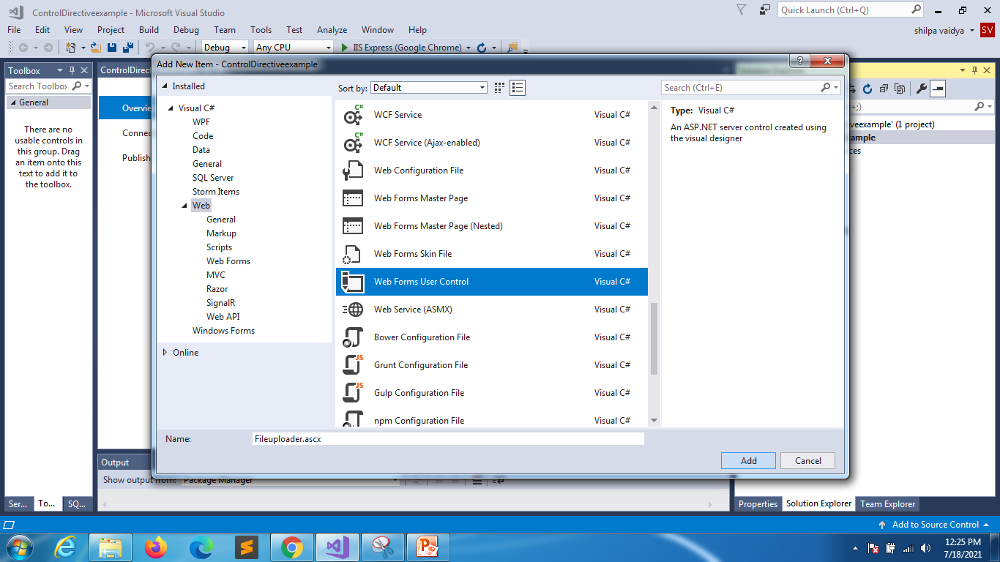 ControlDirectiveexample - Microsoft Visual Studio
Quick Launch (Ctrl+Q)
File Edit View Project Build Debug Team Tools Test Analyze Window Help
shilpa vaidya
SV
Debug
Any CPU
IIS Express (Google Chrome)
Toolbox
Search Toolbox
General
There are no
usable controls in
this group. Drag
an item onto this
text to add it to
the toolbox.
Ser...
To...
SQ...
ControlDirec
Overvie
Connec
Publish
Add New Item - ControlDirectiveexample
?
Installed
Visual C#
WPF
Code
Data
General
SQL Server
Storm Items
Web
General
Markup
Scripts
Web Forms
MVC
Razor
SignalR
Web API
Windows Forms
Online
Sort by: Default
Search (Ctrl+E)
C#
WCF Service Visual C#
C#
WCF Service (Ajax-enabled) Visual C#
Web Configuration File Visual C#
Web Forms Master Page Visual C#
Web Forms Master Page (Nested) Visual C#
Web Forms Skin File Visual C#
Web Forms User Control Visual C#
Web Service (ASMX) Visual C#
Bower Configuration File Visual C#
JS
Grunt Configuration File Visual C#
JS
Gulp Configuration File Visual C#
npm Configuration File Visual C#
Type: Visual C#
An ASP.NET server control created using
the visual designer
Name: Fileuploader.ascx
Add
Cancel
Solution Explorer
+;)
veexample' (1 project)
ample
ces
Output
Show output from: Package Manager
Properties
Solution Explorer
Team Explorer
Add to Source Control
12:25 PM
7/18/2021